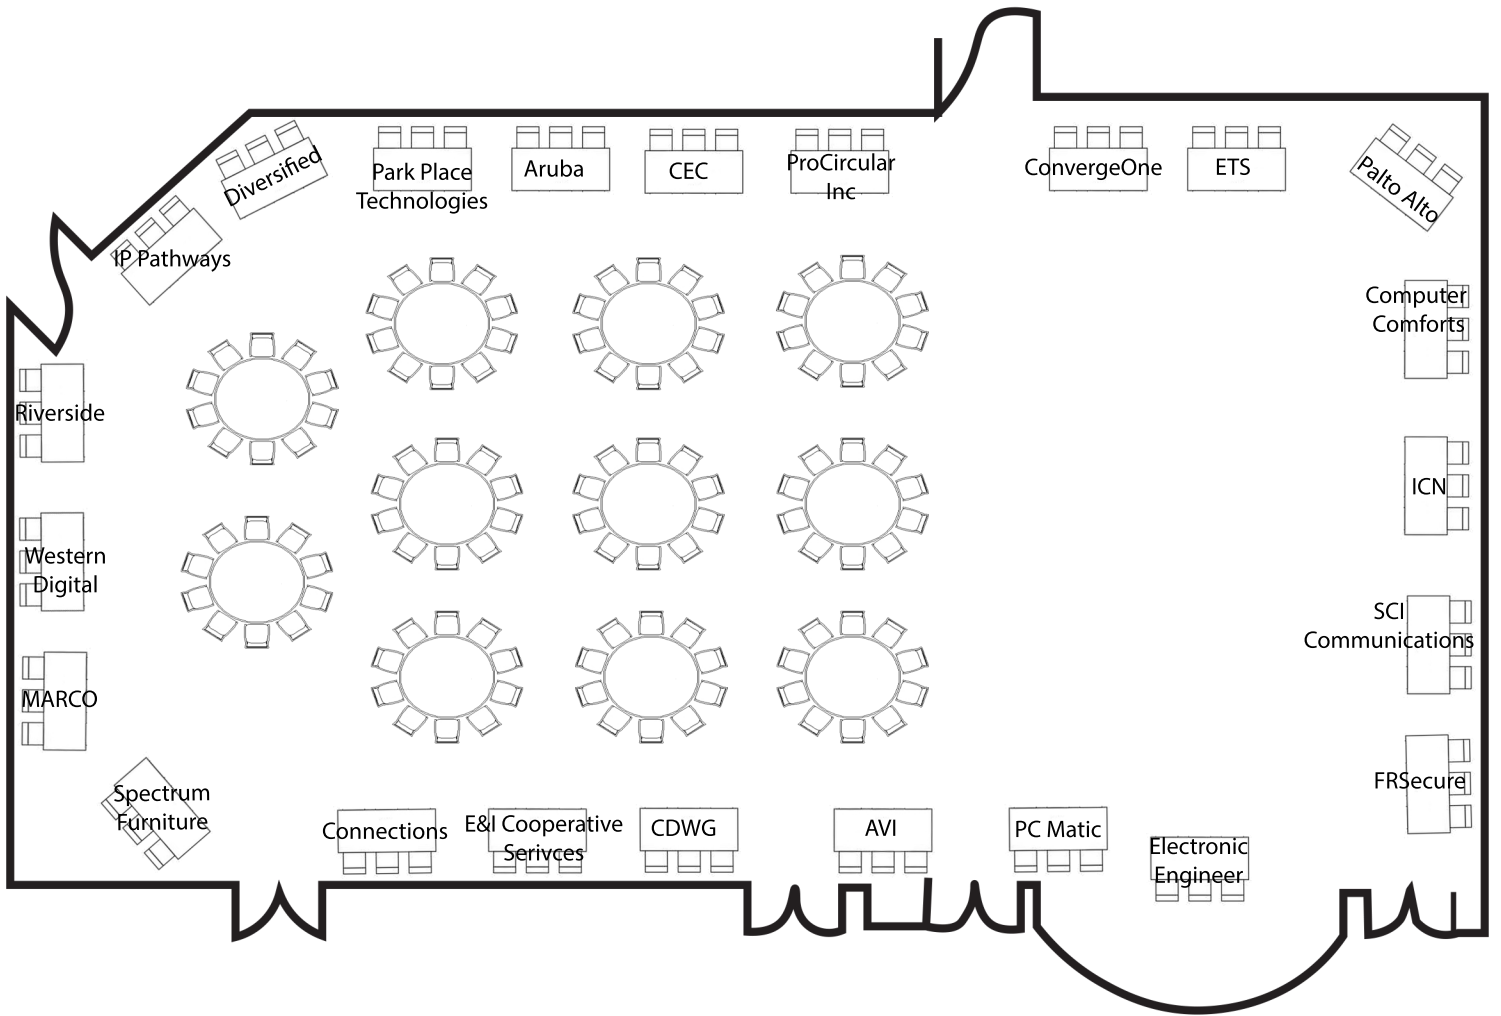 Diversified
Park Place
Technologies
Aruba
CEC
ProCircular
Inc
ConvergeOne
ETS
Palto Alto
IP Pathways
Computer
Comforts
Riverside
ICN
Western
Digital
SCI
Communications
MARCO
FRSecure
Spectrum
Furniture
Connections
E&I Cooperative
Serivces
CDWG
AVI
PC Matic
Electronic
Engineer